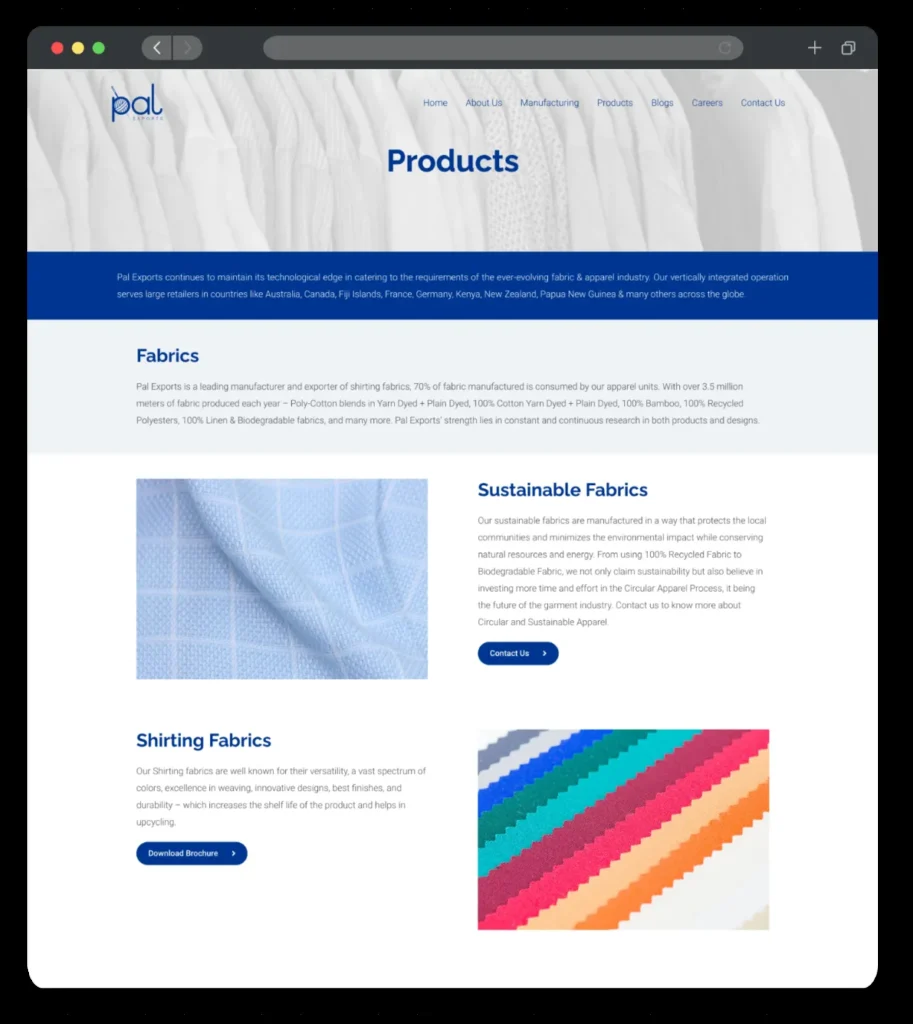 pal
EXPORTS
Home About Us Manufacturing Products Blogs Careers Contact Us
Products
Pal Exports continues to maintain its technological edge in catering to the requirements of the ever-evolving fabric & apparel industry. Our vertically integrated operation
serves large retailers in countries like Australia, Canada, Fiji Islands, France, Germany, Kenya, New Zealand, Papua New Guinea & many others across the globe.
Fabrics
Pal Exports is a leading manufacturer and exporter of shirting fabrics, 70% of fabric manufactured is consumed by our apparel units. With over 3.5 million
meters of fabric produced each year – Poly-Cotton blends in Yarn Dyed + Plain Dyed, 100% Cotton Yarn Dyed + Plain Dyed, 100% Bamboo, 100% Recycled
Polyesters, 100% Linen & Biodegradable fabrics, and many more. Pal Exports' strength lies in constant and continuous research in both products and designs.
Sustainable Fabrics
Our sustainable fabrics are manufactured in a way that protects the local
communities and minimizes the environmental impact while conserving
natural resources and energy. From using 100% Recycled Fabric to
Biodegradable Fabric, we not only claim sustainability but also believe in
investing more time and effort in the Circular Apparel Process, it being
the future of the garment industry. Contact us to know more about
Circular and Sustainable Apparel.
Contact Us
Shirting Fabrics
Our Shirting fabrics are well known for their versatility, a vast spectrum of
colors, excellence in weaving, innovative designs, best finishes, and
durability – which increases the shelf life of the product and helps in
upcycling.
Download Brochure